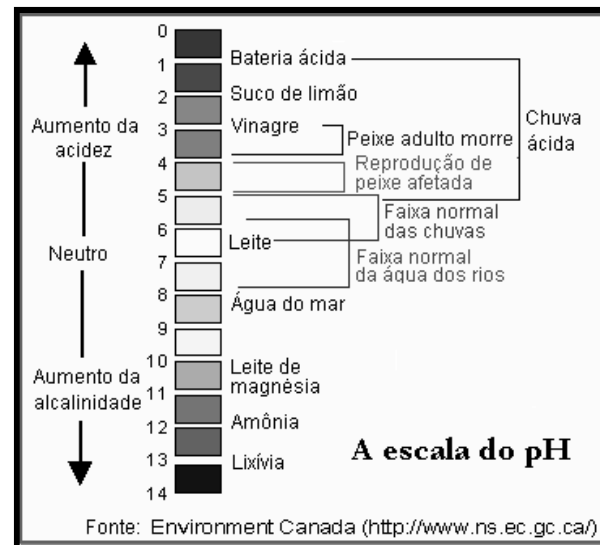 0
1
Bateria ácida
2
Suco de limão
Aumento da
acidez
3
Vinagre
Peixe adulto morre
Chuva
ácida
4
Reprodução de
peixe afetada
5
Faixa normal
das chuvas
6
Leite
Neutro
Faixa normal
da água dos rios
7
8
Água do mar
9
10
Leite de
magnésia
Aumento da
alcalinidade
11
Amônia
12
A escala do pH
13
Lixívia
14
Fonte: Environment Canada (http://www.ns.ec.gc.ca/)